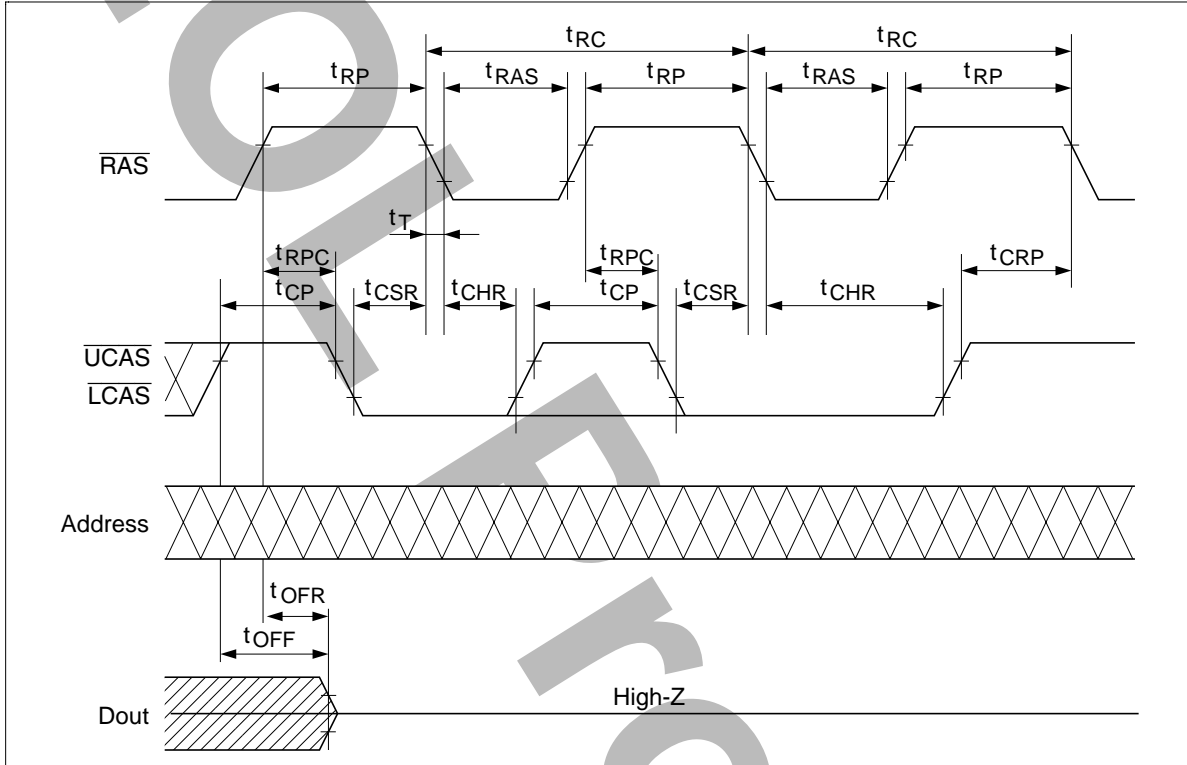 tRC tRC
tRP tRAS tRP tRAS tRP
RAS
tT
tRPC tRPC tCRP
tCP tCSR tCHR tCP tCSR tCHR
UCAS
LCAS
Address
tOFR
tOFF
High-Z
Dout